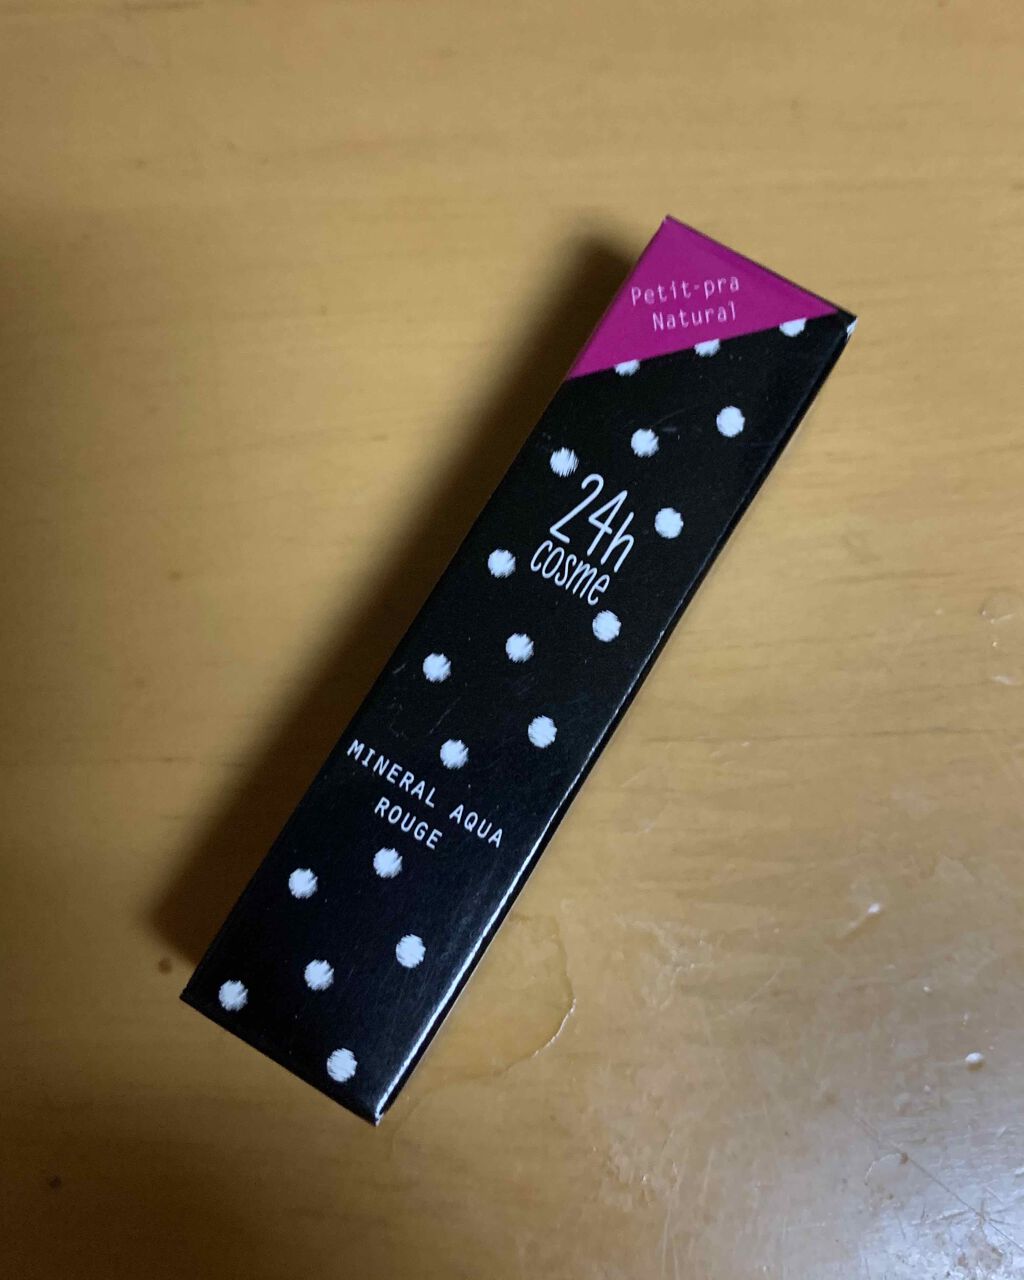 Petit-pra
Natural
24h
cosme
MINERAL AQUA
ROUGE